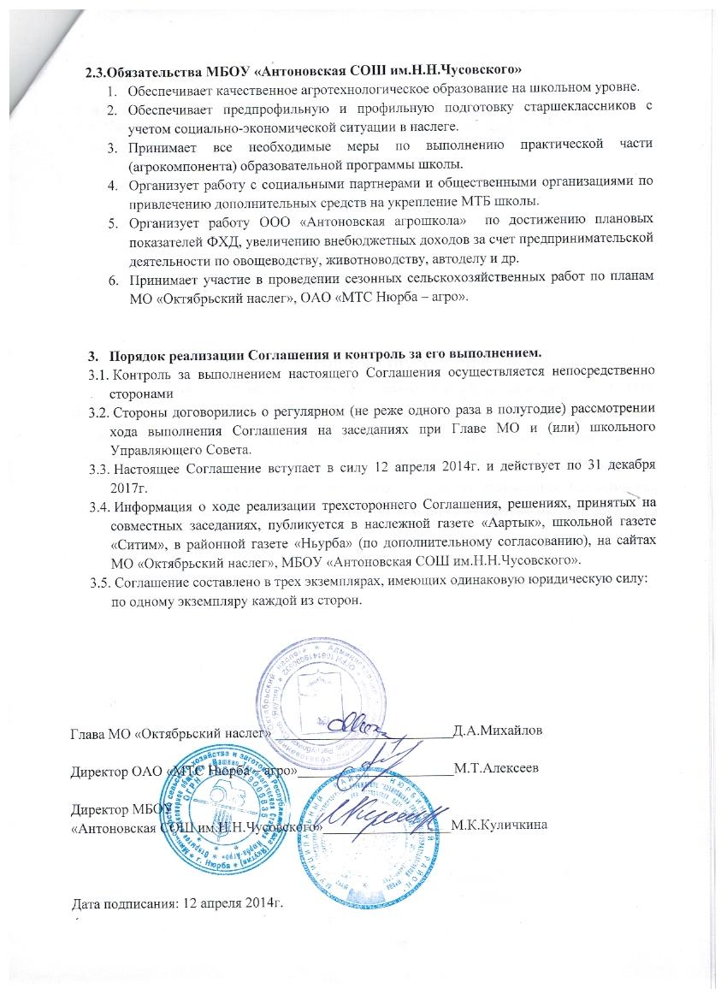 2.3.Обязательства МБОУ «Антоновская СОШ им.Н.Н.Чусовского»
1. Обеспечивает качественное агротехнологическое образование на школьном уровне.
2. Обеспечивает предпрофильную и профильную подготовку старшеклассников с
учетом социально-экономической ситуации в наслеге.
3. Принимает все необходимые меры по выполнению практической части
(агрокомпонента) образовательной программы школы.
4. Организует работу с социальными партнерами и общественными организациями по
привлечению дополнительных средств на укрепление МТБ школы.
5. Организует работу ООО «Антоновская агрошкола» по достижению плановых
показателей ФХД, увеличению внебюджетных доходов за счет предпринимательской
деятельности по овощеводству, животноводству, автоделу и др.
6. Принимает участие в проведении сезонных сельскохозяйственных работ по планам
МО «Октябрьский наслег», ОАО «МТС Нюрба – агро».
3. Порядок реализации Соглашения и контроль за его выполнением.
3.1. Контроль за выполнением настоящего Соглашения осуществляется непосредственно
сторонами
3.2. Стороны договорились о регулярном (не реже одного раза в полугодие) рассмотрении
хода выполнения Соглашения на заседаниях при Главе МО и (или) школьного
Управляющего Совета.
3.3. Настоящее Соглашение вступает в силу 12 апреля 2014г. и действует по 31 декабря
2017г.
3.4. Информация о ходе реализации трехстороннего Соглашения, решениях, принятых на
совместных заседаниях, публикуется в наслежной газете «Аартык», школьной газете
«Ситим», в районной газете «Ньурба» (по дополнительному согласованию), на сайтах
МО «Октябрьский наслег», МБОУ «Антоновская СОШ им.Н.Н.Чусовского».
3.5. Соглашение составлено в трех экземплярах, имеющих одинаковую юридическую силу:
по одному экземпляру каждой из сторон.
Глава МО «Октябрьский наслег» Д.А.Михайлов
Директор ОАО «МТС Нюрба – агро» М.Т.Алексеев
Директор МБОУ
«Антоновская СОШ им.Н.Н.Чусовского» М.К.Куличкина
Дата подписания: 12 апреля 2014г.